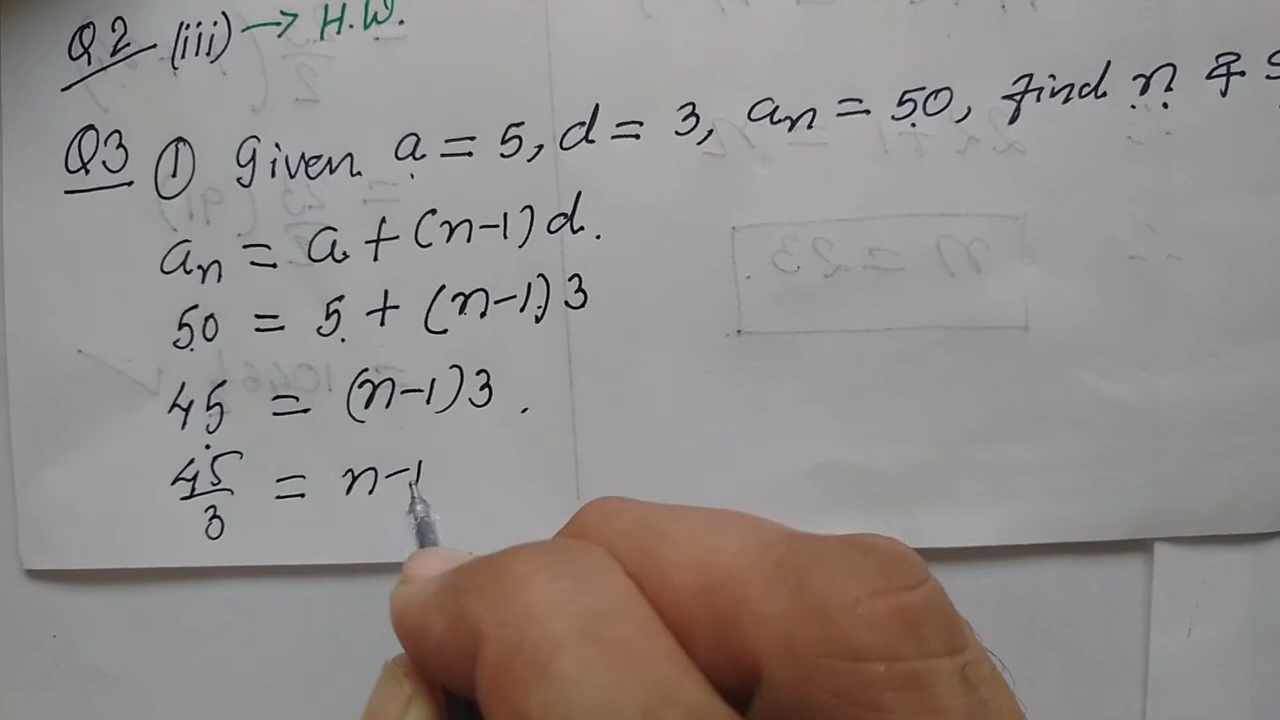 Q2 (iii) → H.W.
Q3 ① Given a = 5, d = 3, an = 50, find n &
an = a + (n-1)d.
50 = 5 + (n-1)3
45 = (n-1)3.
45/3 = n-1